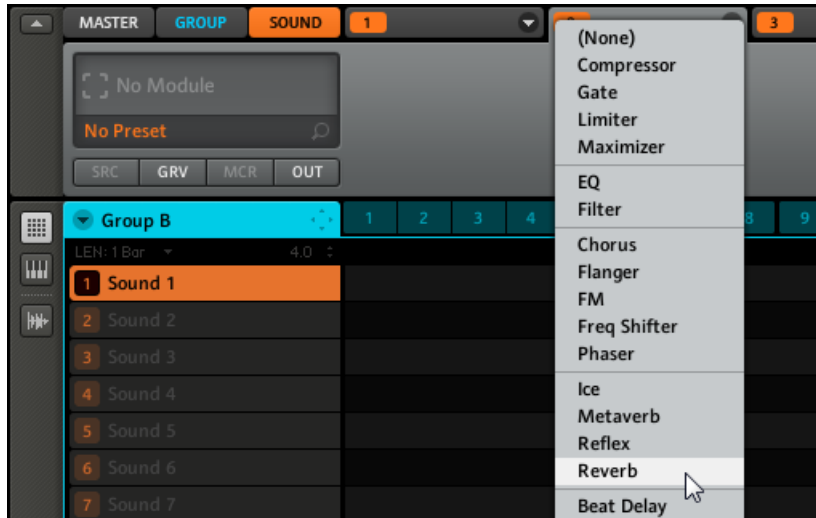 MASTER GROUP SOUND 1 3
No Module
No Preset
SRC GRV MCR OUT
Group B 1 2 3 4 8 9
LEN: 1 Bar 4.0
1 Sound 1
2 Sound 2
3 Sound 3
4 Sound 4
5 Sound 5
6 Sound 6
7 Sound 7
(None)
Compressor
Gate
Limiter
Maximizer
EQ
Filter
Chorus
Flanger
FM
Freq Shifter
Phaser
Ice
Metaverb
Reflex
Reverb
Beat Delay